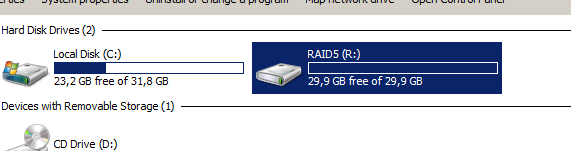 System properties Uninstall or change a program Map network drive Open Control Panel
Hard Disk Drives (2)
Local Disk (C:)
23,2 GB free of 31,8 GB
RAID5 (R:)
29,9 GB free of 29,9 GB
Devices with Removable Storage (1)
CD Drive (D:)